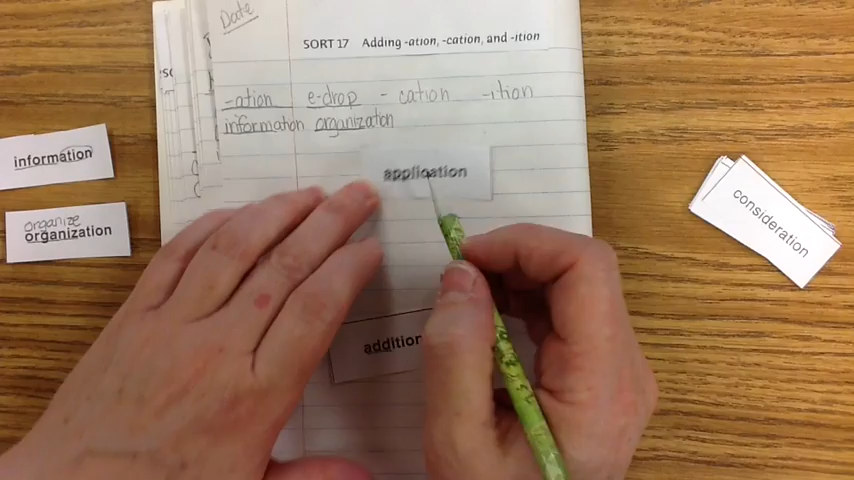 Date
SORT 17 Adding -ation, -cation, and -ition
-ation e-drop - cation -ition
information organization
application
information
organize
organization
addition
consideration